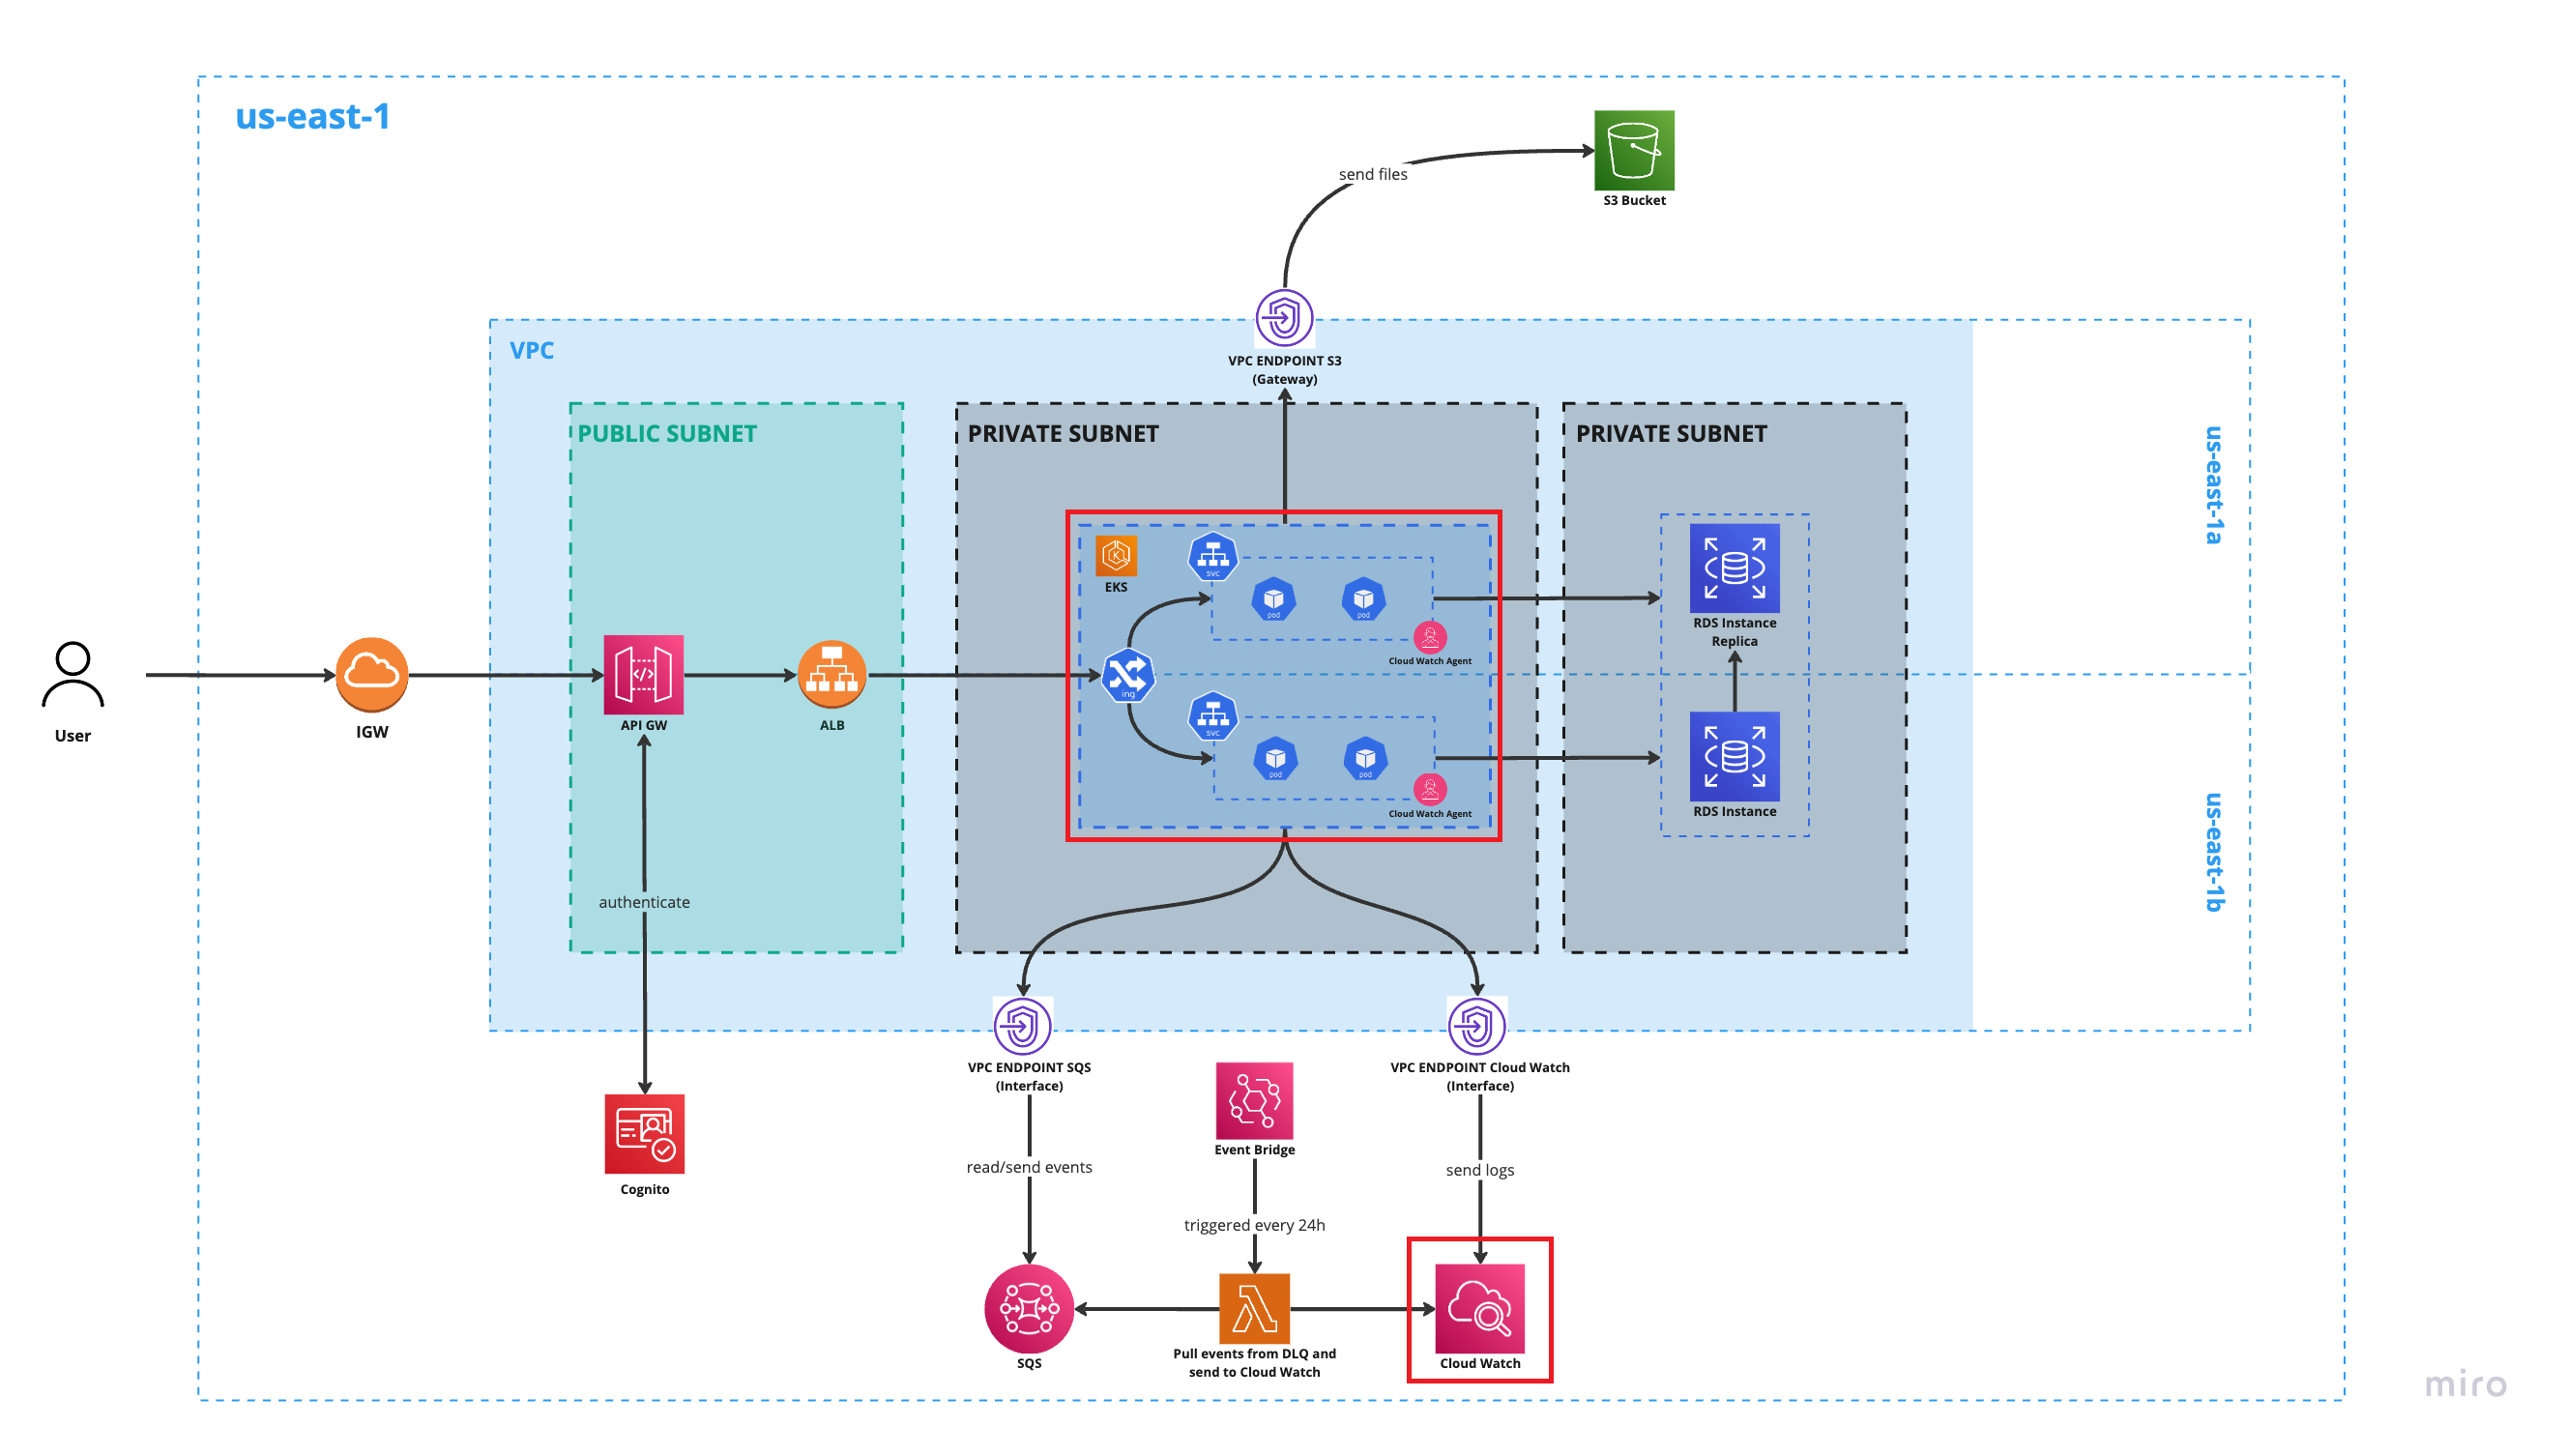 us-east-1
send files
S3 Bucket
VPC
VPC ENDPOINT S3
(Gateway)
PUBLIC SUBNET
PRIVATE SUBNET
PRIVATE SUBNET
us-east-1a
EKS
svc
pod
pod
Cloud Watch Agent
RDS Instance
Replica
User
IGW
API GW
ALB
ing
svc
pod
pod
Cloud Watch Agent
RDS Instance
us-east-1b
authenticate
Cognito
VPC ENDPOINT SQS
(Interface)
VPC ENDPOINT Cloud Watch
(Interface)
Event Bridge
read/send events
send logs
triggered every 24h
SQS
Pull events from DLQ and
send to Cloud Watch
Cloud Watch
miro